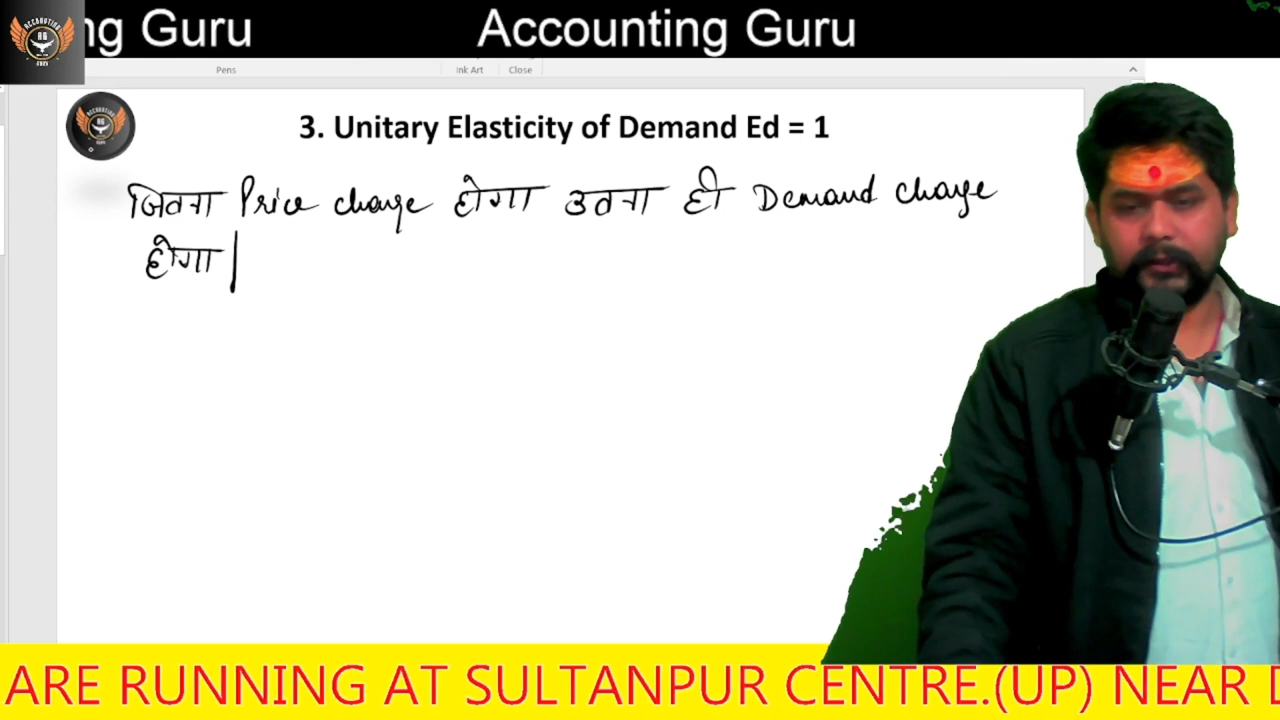 ng Guru Accounting Guru
Pens Ink Art Close
3. Unitary Elasticity of Demand Ed = 1
जितना Price change होगा उतना ही Demand change
होगा|
ARE RUNNING AT SULTANPUR CENTRE.(UP) NEAR